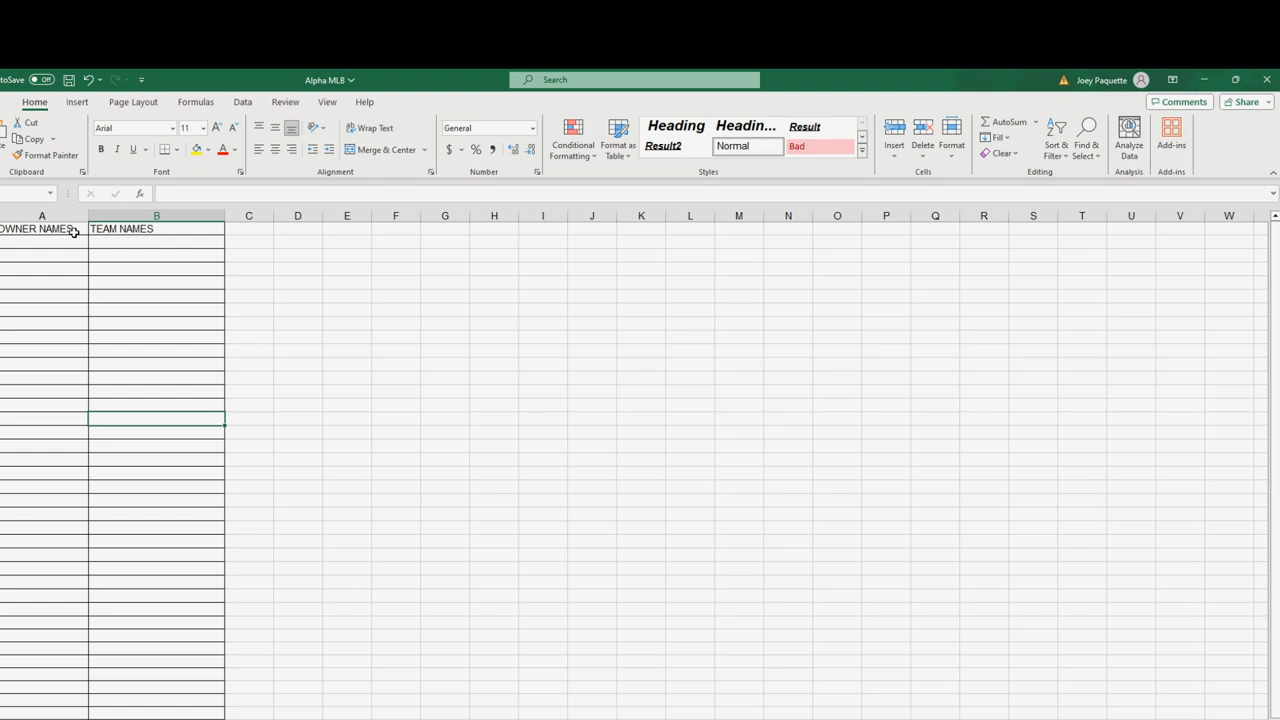 toSave Off Alpha MLB Search Joey Paquette
Home Insert Page Layout Formulas Data Review View Help Comments Share
Cut
Copy
Format Painter
Clipboard
Arial 11 A A
B I U A
Font
Wrap Text
Merge & Center
Alignment
General
$ % 9
Number
Conditional Formatting
Format as Table
Heading Headin... Result
Result2 Normal Bad
Styles
Insert Delete Format
Cells
AutoSum
Fill
Clear
Sort & Filter
Find & Select
Editing
Analyze Data
Analysis
Add-ins
Add-ins
fx
A B C D E F G H I J K L M N O P Q R S T U V W
OWNER NAMES TEAM NAMES